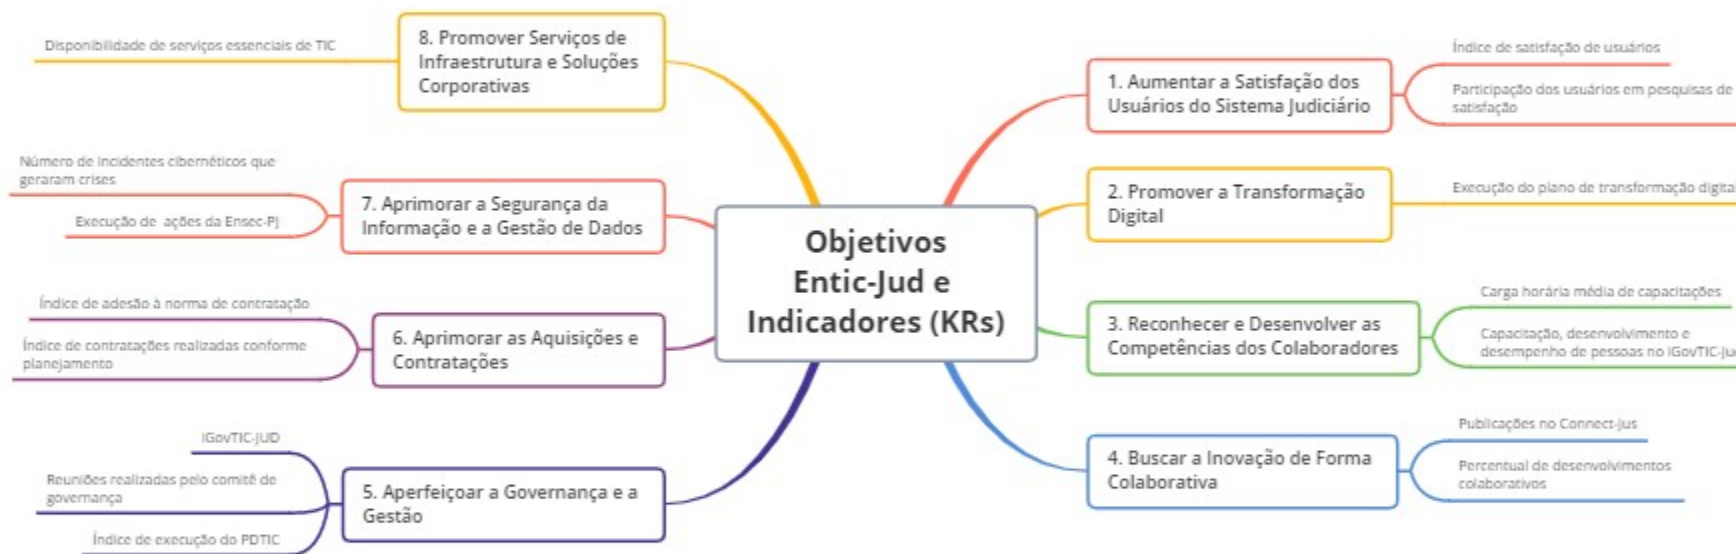 Objetivos
Entic-Jud e
Indicadores (KRs)
1. Aumentar a Satisfação dos
Usuários do Sistema Judiciário
Índice de satisfação de usuários
Participação dos usuários em pesquisas de
satisfação
2. Promover a Transformação
Digital
Execução do plano de transformação digital
3. Reconhecer e Desenvolver as
Competências dos Colaboradores
Carga horária média de capacitações
Capacitação, desenvolvimento e
desempenho de pessoas no iGovTIC-Ju
4. Buscar a Inovação de Forma
Colaborativa
Publicações no Connect-Jus
Percentual de desenvolvimentos
colaborativos
5. Aperfeiçoar a Governança e a
Gestão
iGovTIC-JUD
Reuniões realizadas pelo comitê de
governança
Índice de execução do PDTIC
6. Aprimorar as Aquisições e
Contratações
Índice de adesão à norma de contratação
Índice de contratações realizadas conforme
planejamento
7. Aprimorar a Segurança da
Informação e a Gestão de Dados
Número de incidentes cibernéticos que
geraram crises
Execução de ações da Ensec-PJ
8. Promover Serviços de
Infraestrutura e Soluções
Corporativas
Disponibilidade de serviços essenciais de TIC